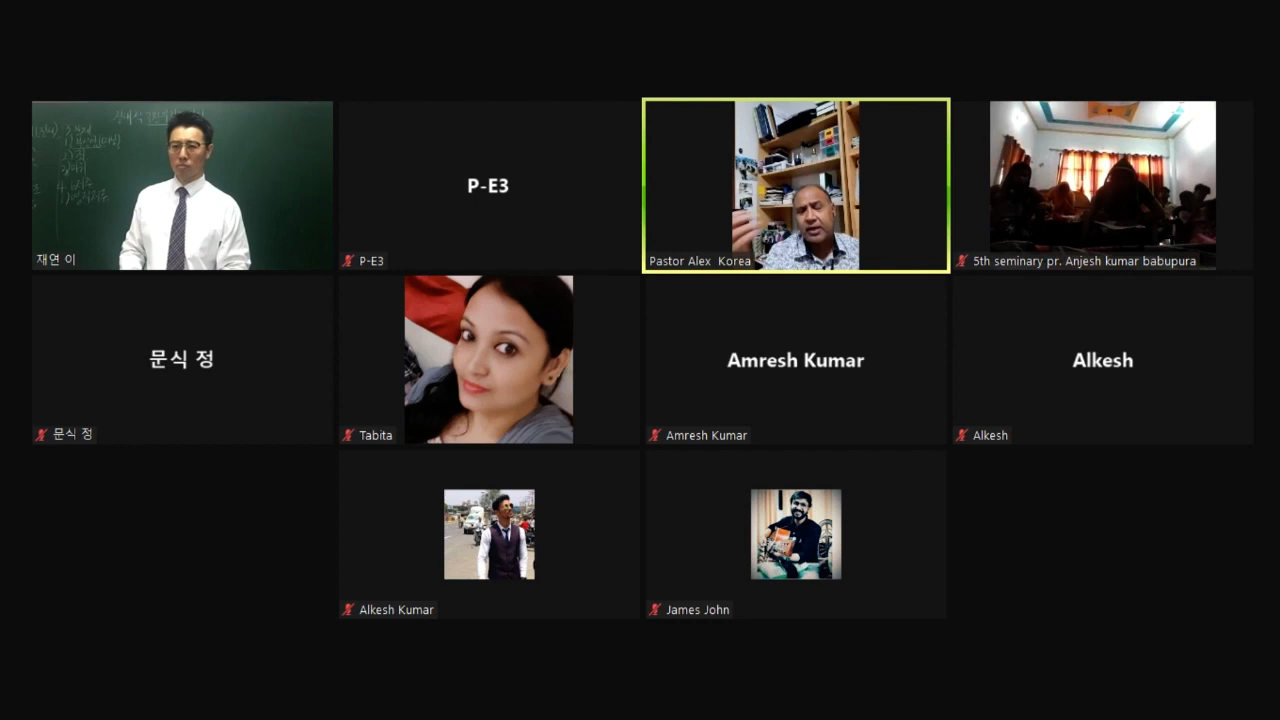 재연 이
P-E3
P-E3
Pastor Alex Korea
5th seminary pr. Anjesh kumar babupura
문식 정
문식 정
Tabita
Amresh Kumar
Amresh Kumar
Alkesh
Alkesh
Alkesh Kumar
James John